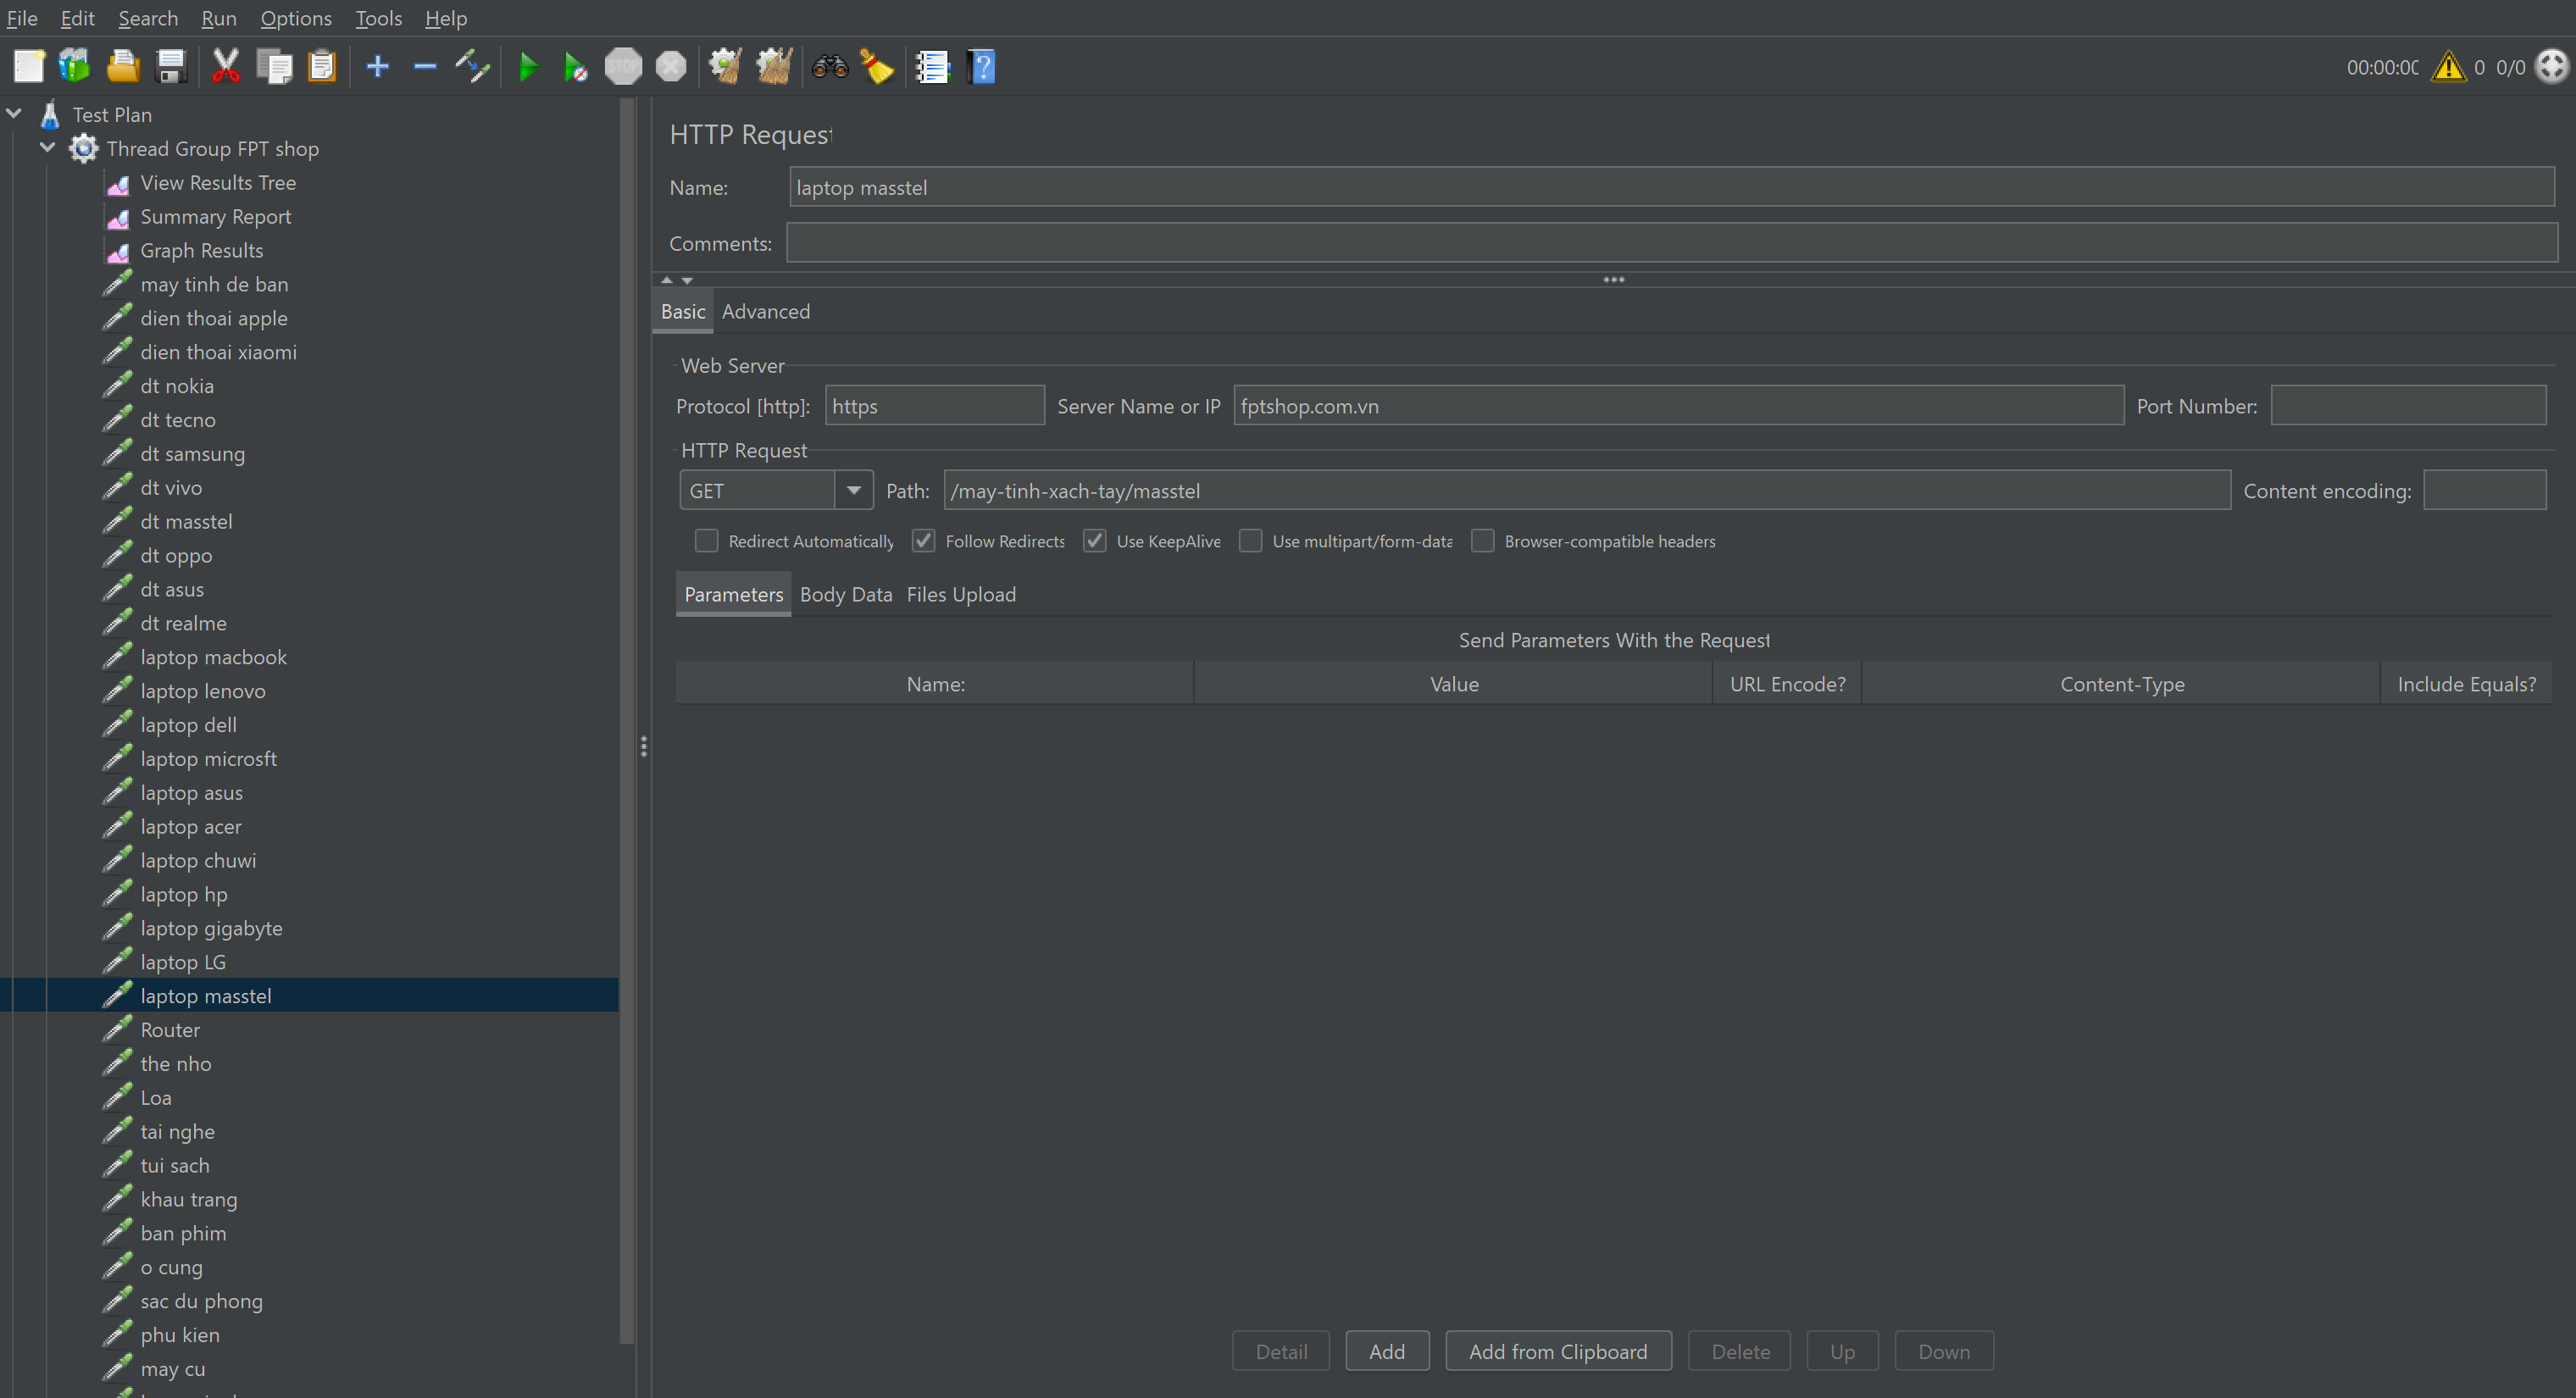 File Edit Search Run Options Tools Help
STOP
00:00:00 0 0/0
Test Plan
Thread Group FPT shop
View Results Tree
Summary Report
Graph Results
may tinh de ban
dien thoai apple
dien thoai xiaomi
dt nokia
dt tecno
dt samsung
dt vivo
dt masstel
dt oppo
dt asus
dt realme
laptop macbook
laptop lenovo
laptop dell
laptop microsft
laptop asus
laptop acer
laptop chuwi
laptop hp
laptop gigabyte
laptop LG
laptop masstel
Router
the nho
Loa
tai nghe
tui sach
khau trang
ban phim
o cung
sac du phong
phu kien
may cu
HTTP Request
Name: laptop masstel
Comments:
Basic Advanced
Web Server
Protocol [http]: https Server Name or IP fptshop.com.vn Port Number:
HTTP Request
GET Path: /may-tinh-xach-tay/masstel Content encoding:
Redirect Automatically Follow Redirects Use KeepAlive Use multipart/form-data Browser-compatible headers
Parameters Body Data Files Upload
Send Parameters With the Request
Name: Value URL Encode? Content-Type Include Equals?
Detail Add Add from Clipboard Delete Up Down